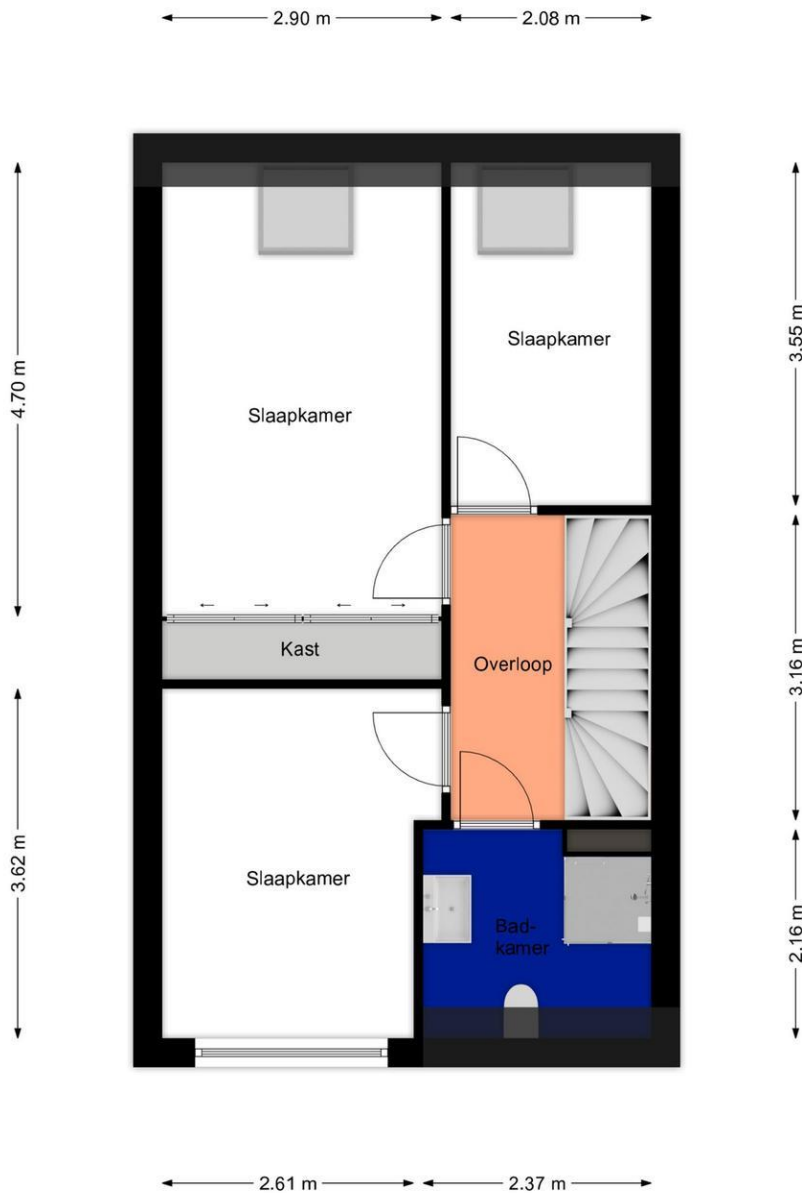 2.90 m
2.08 m
4.70 m
3.55 m
Slaapkamer
Slaapkamer
Kast
Overloop
3.16 m
3.62 m
Slaapkamer
Bad-
kamer
2.16 m
2.61 m
2.37 m